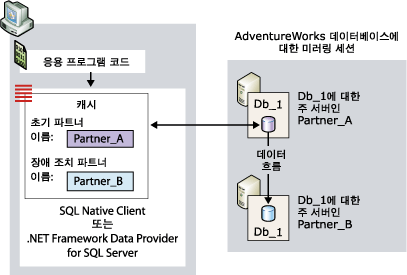 응용 프로그램 코드
캐시
초기 파트너
이름:
Partner_A
장애 조치 파트너
이름:
Partner_B
SQL Native Client
또는
.NET Framework Data Provider
for SQL Server
AdventureWorks 데이터베이스에
대한 미러링 세션
Db_1
Db_1에 대한
주 서버인
Partner_A
데이터
흐름
Db_1
Db_1에 대한
주 서버인
Partner_B